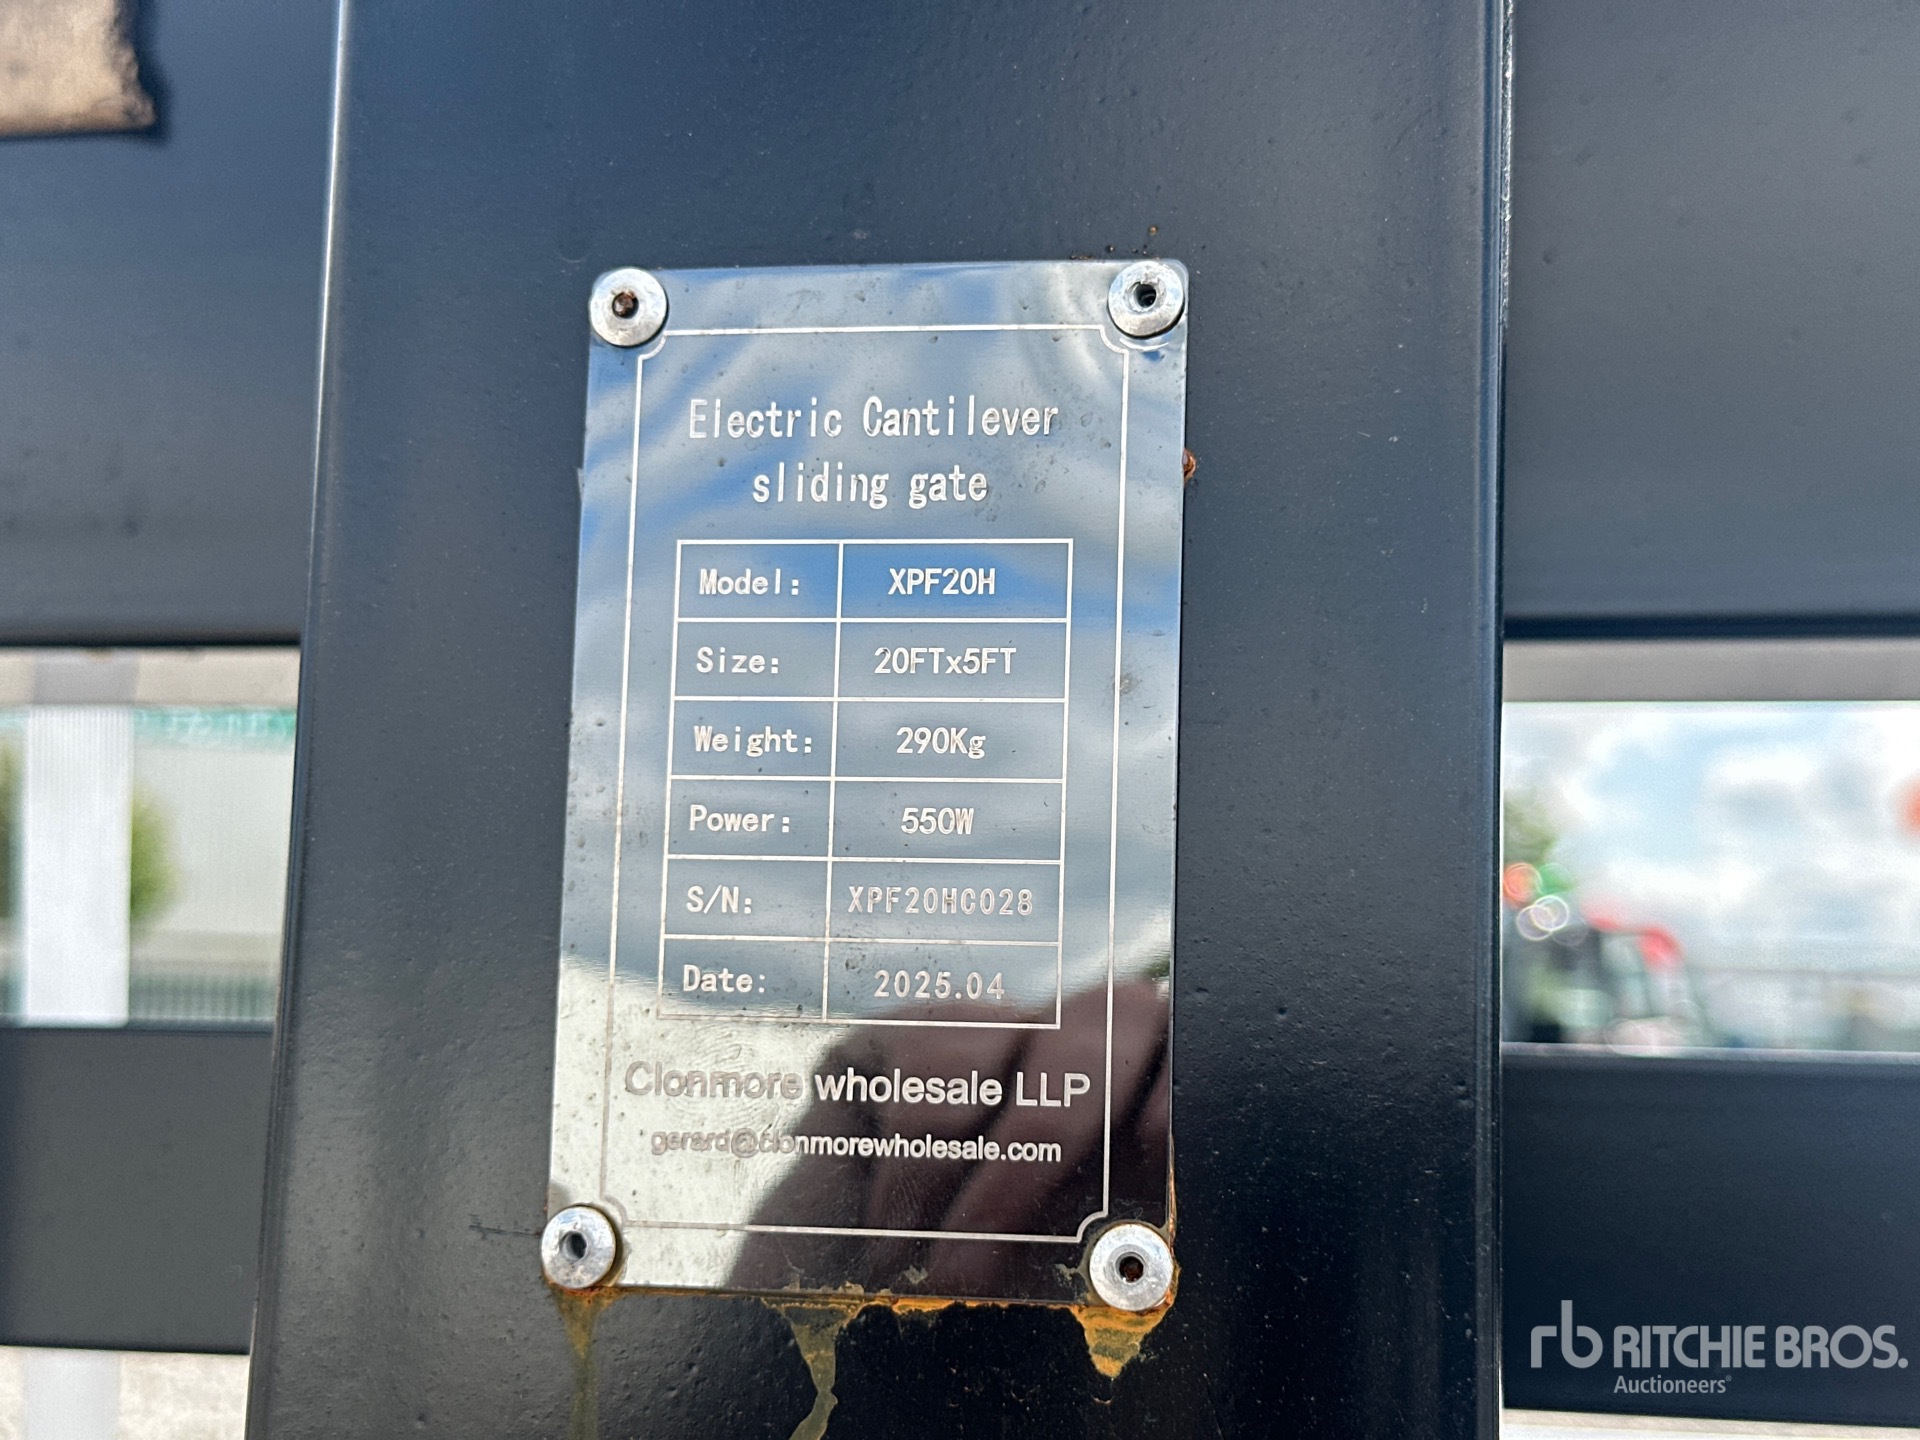 Electric Cantilever
sliding gate
Model: XPF20H
Size: 20FTx5FT
Weight: 290Kg
Power: 550W
S/N: XPF20HC028
Date: 2025.04
Clonmore wholesale LLP
gerard@clonmorewholesale.com
rb RITCHIE BROS.
Auctioneers®